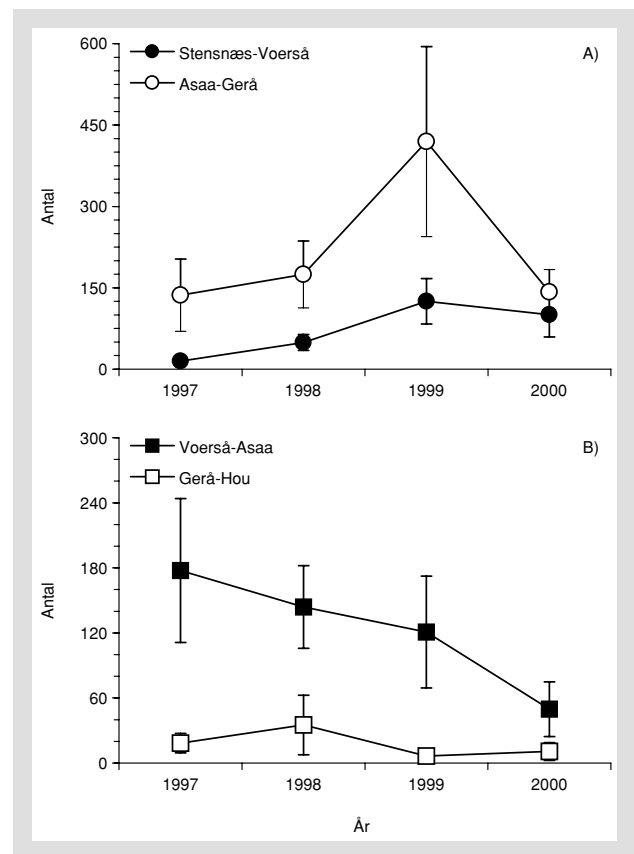 600
Stensnæs-Voerså
A)
Asaa-Gerå
450
Antal
300
150
0
1997 1998 1999 2000
300
Voerså-Asaa
B)
Gerå-Hou
240
180
Antal
120
60
0
1997 1998 1999 2000
År